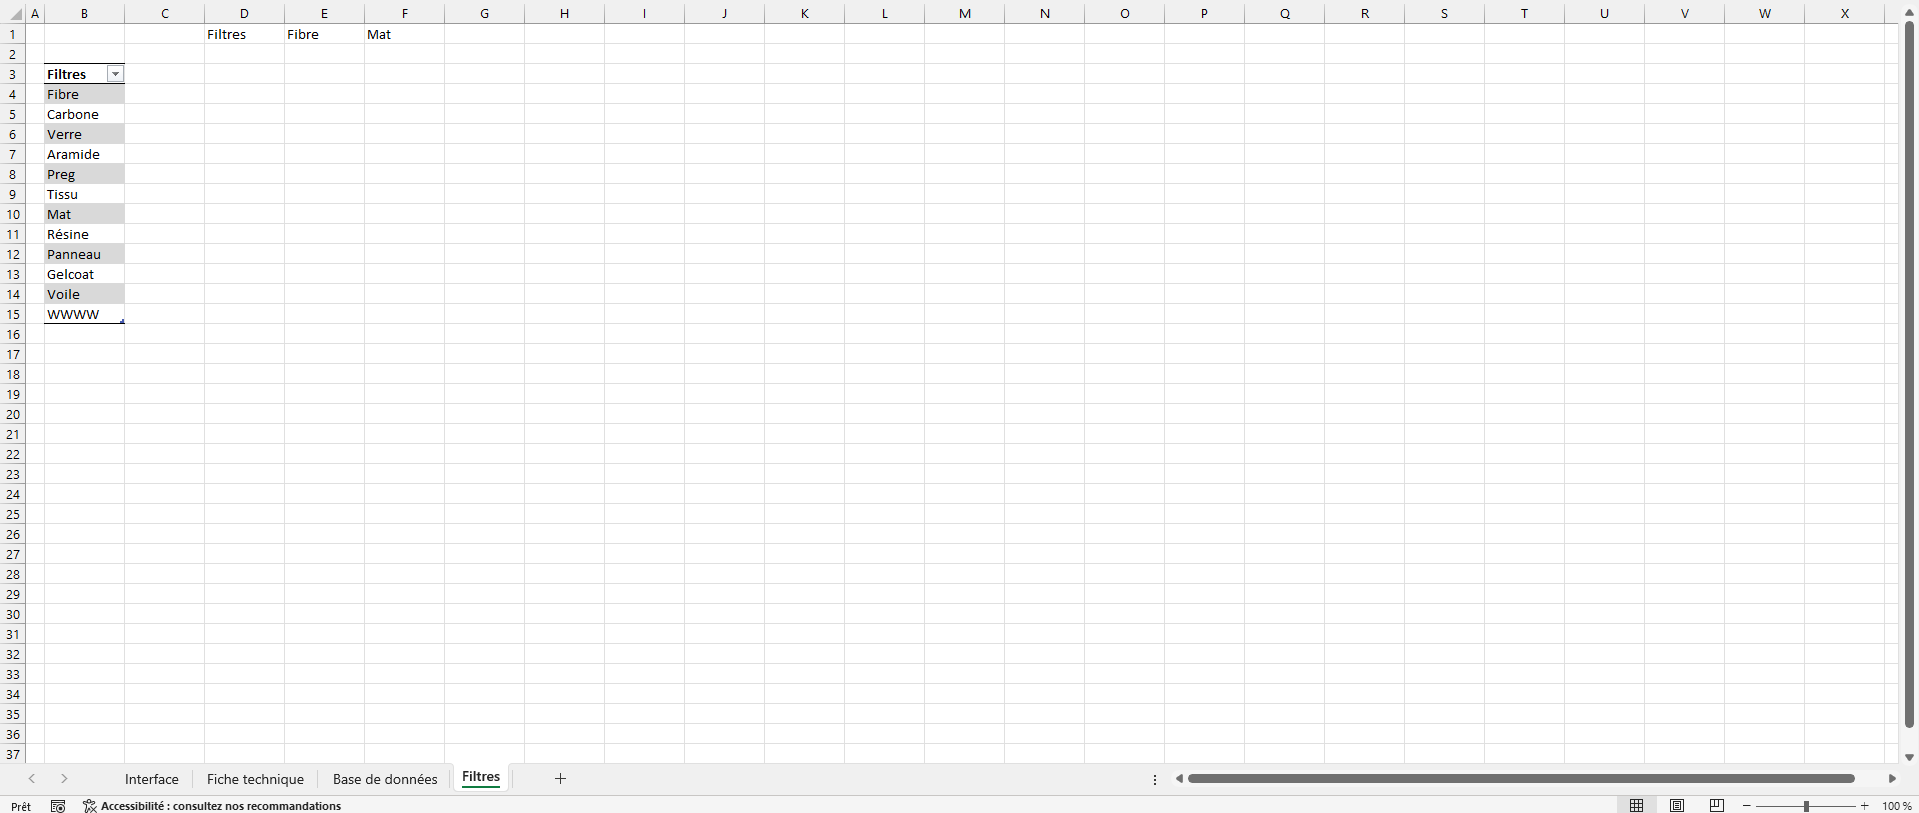 A B C D E F G H I J K L M N O P Q R S T U V W X
1 Filtres Fibre Mat
2
3 Filtres
4 Fibre
5 Carbone
6 Verre
7 Aramide
8 Preg
9 Tissu
10 Mat
11 Résine
12 Panneau
13 Gelcoat
14 Voile
15 WWWW
16
17
18
19
20
21
22
23
24
25
26
27
28
29
30
31
32
33
34
35
36
37
Interface Fiche technique Base de données Filtres
Prêt Accessibilité : consultez nos recommandations 100 %